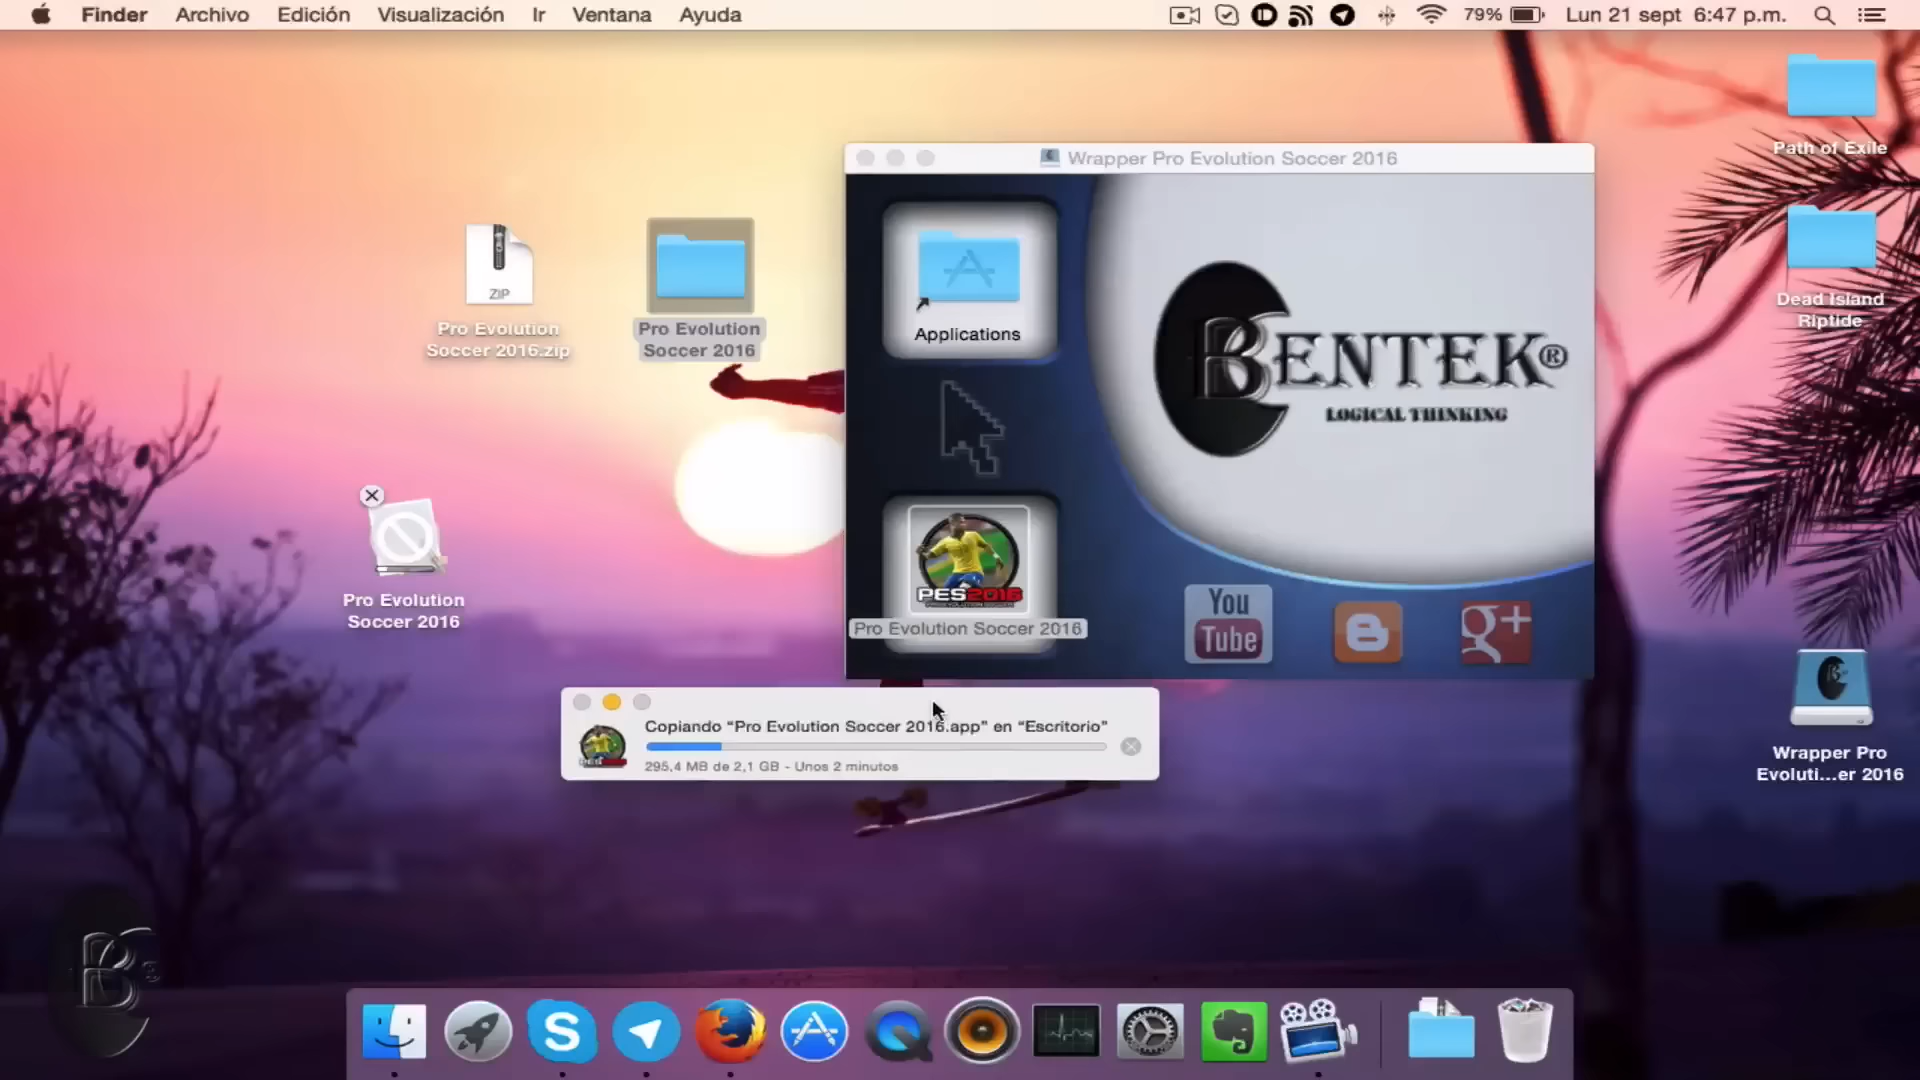 Finder Archivo Edición Visualización Ir Ventana Ayuda
79% Lun 21 sept 6:47 p.m.
Path of Exile
Wrapper Pro Evolution Soccer 2016
Applications
ZIP
Pro Evolution
Soccer 2016.zip
Pro Evolution
Soccer 2016
Dead Island
Riptide
BENTEK®
LOGICAL THINKING
Pro Evolution
Soccer 2016
PES2016
PRO EVOLUTION SOCCER
Pro Evolution Soccer 2016
You
Tube
g+
Wrapper Pro
Evoluti...er 2016
Copiando “Pro Evolution Soccer 2016.app” en “Escritorio”
295,4 MB de 2,1 GB - Unos 2 minutos
B®